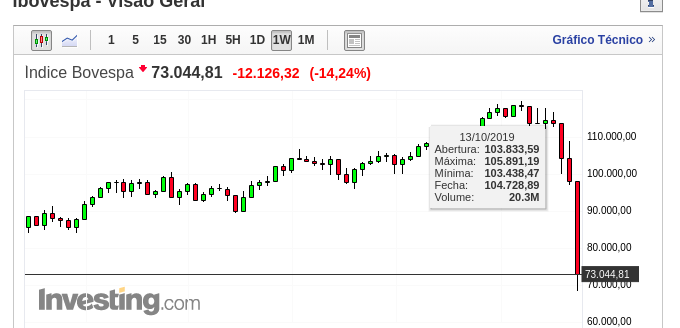 Ibovespa - Visão Geral
1 5 15 30 1H 5H 1D 1W 1M
Gráfico Técnico »
Indice Bovespa 73.044,81 -12.126,32 (-14,24%)
13/10/2019
Abertura: 103.833,59
Máxima: 105.891,19
Mínima: 103.438,47
Fecha: 104.728,89
Volume: 20.3M
110.000,00
100.000,00
90.000,00
80.000,00
73.044,81
70.000,00
60.000,00
Investing.com